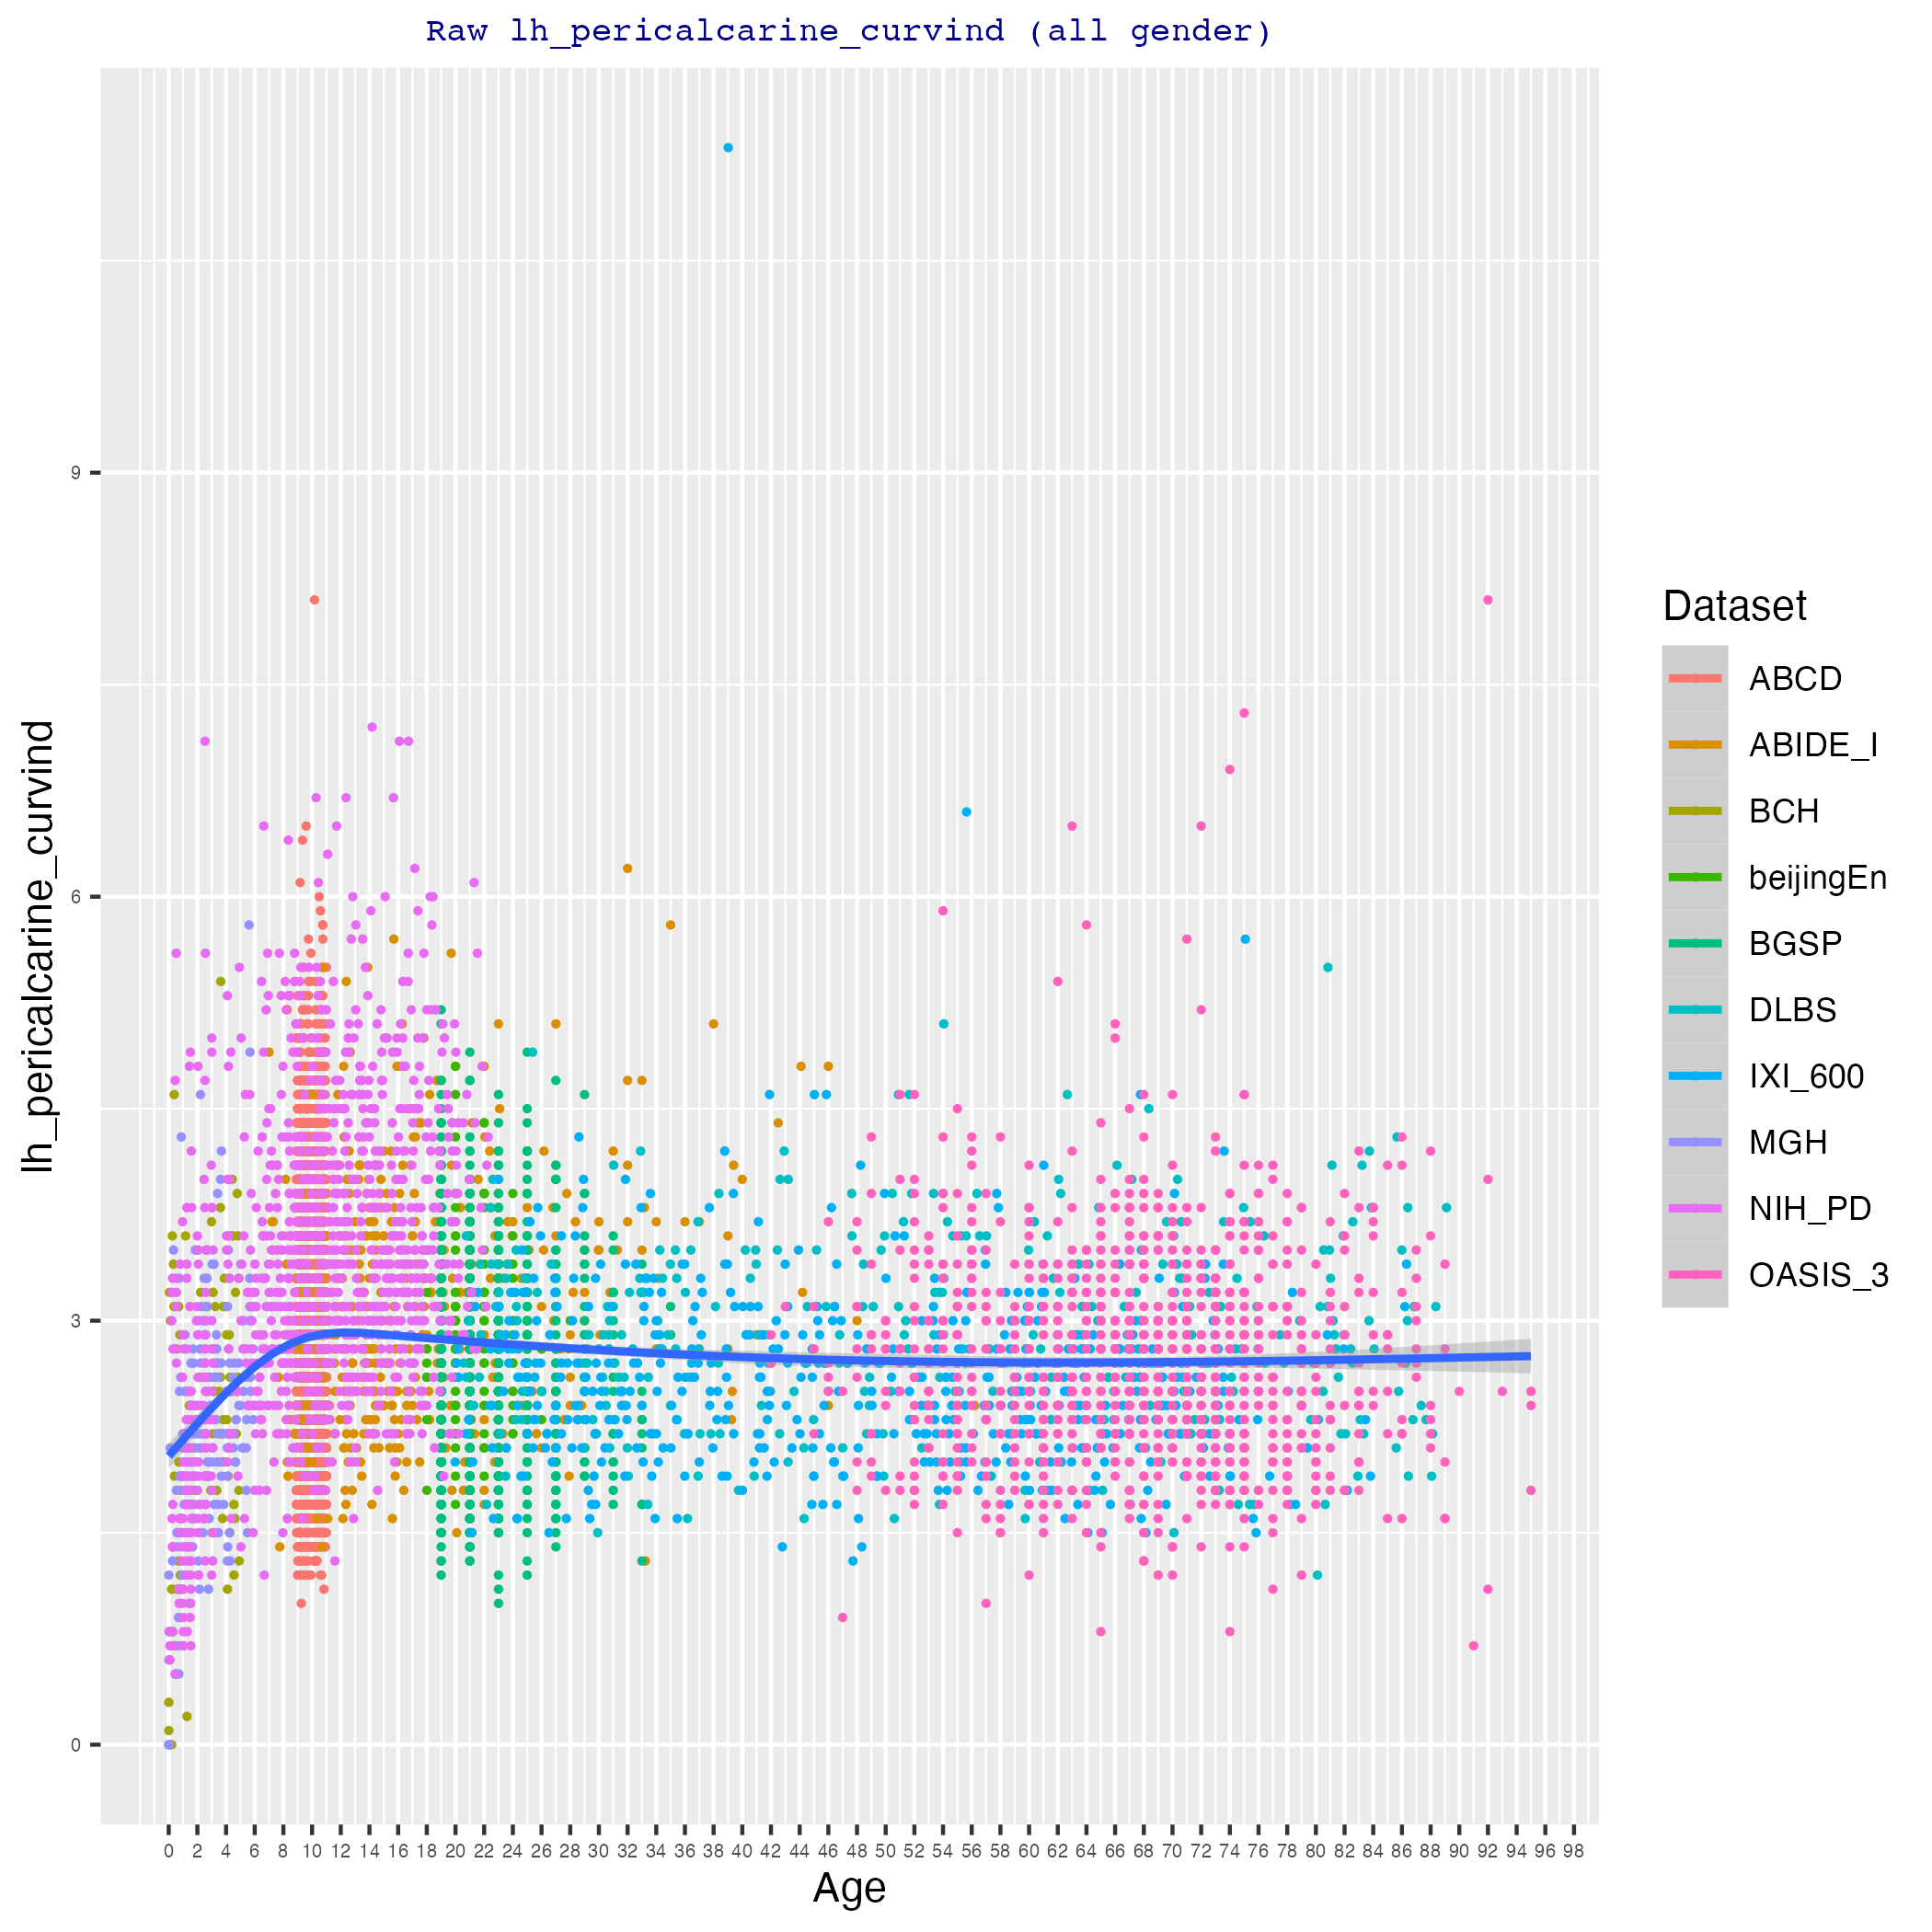 Raw lh_pericalcarine_curvind (all gender)
lh_pericalcarine_curvind
9
6
3
0
0 2 4 6 8 10 12 14 16 18 20 22 24 26 28 30 32 34 36 38 40 42 44 46 48 50 52 54 56 58 60 62 64 66 68 70 72 74 76 78 80 82 84 86 88 90 92 94 96 98
Age
Dataset
ABCD
ABIDE_I
BCH
beijingEn
BGSP
DLBS
IXI_600
MGH
NIH_PD
OASIS_3